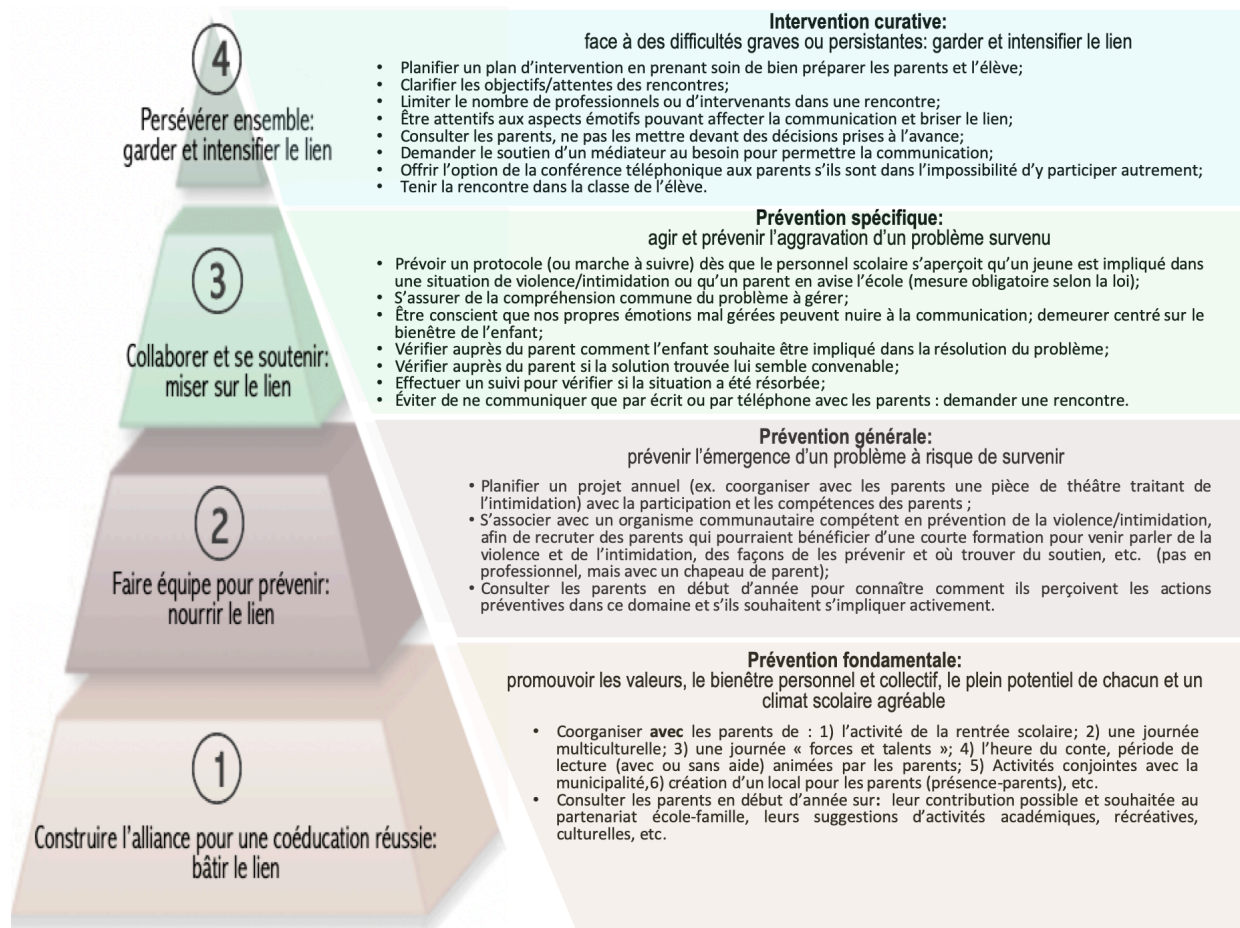 4
Persévérer ensemble:
garder et intensifier le lien
Intervention curative:
face à des difficultés graves ou persistantes: garder et intensifier le lien
• Planifier un plan d'intervention en prenant soin de bien préparer les parents et l'élève;
• Clarifier les objectifs/attentes des rencontres;
• Limiter le nombre de professionnels ou d'intervenants dans une rencontre;
• Être attentifs aux aspects émotifs pouvant affecter la communication et briser le lien;
• Consulter les parents, ne pas les mettre devant des décisions prises à l'avance;
• Demander le soutien d'un médiateur au besoin pour permettre la communication;
• Offrir l'option de la conférence téléphonique aux parents s'ils sont dans l'impossibilité d'y participer autrement;
• Tenir la rencontre dans la classe de l'élève.
3
Collaborer et se soutenir:
miser sur le lien
Prévention spécifique:
agir et prévenir l'aggravation d'un problème survenu
• Prévoir un protocole (ou marche à suivre) dès que le personnel scolaire s'aperçoit qu'un jeune est impliqué dans
une situation de violence/intimidation ou qu'un parent en avise l'école (mesure obligatoire selon la loi);
• S'assurer de la compréhension commune du problème à gérer;
• Être conscient que nos propres émotions mal gérées peuvent nuire à la communication; demeurer centré sur le
bienêtre de l'enfant;
• Vérifier auprès du parent comment l'enfant souhaite être impliqué dans la résolution du problème;
• Vérifier auprès du parent si la solution trouvée lui semble convenable;
• Effectuer un suivi pour vérifier si la situation a été résorbée;
• Éviter de ne communiquer que par écrit ou par téléphone avec les parents : demander une rencontre.
2
Faire équipe pour prévenir:
nourrir le lien
Prévention générale:
prévenir l'émergence d'un problème à risque de survenir
• Planifier un projet annuel (ex. coorganiser avec les parents une pièce de théâtre traitant de
l'intimidation) avec la participation et les compétences des parents ;
• S'associer avec un organisme communautaire compétent en prévention de la violence/intimidation,
afin de recruter des parents qui pourraient bénéficier d'une courte formation pour venir parler de la
violence et de l'intimidation, des façons de les prévenir et où trouver du soutien, etc. (pas en
professionnel, mais avec un chapeau de parent);
• Consulter les parents en début d'année pour connaître comment ils perçoivent les actions
préventives dans ce domaine et s'ils souhaitent s'impliquer activement.
1
Construire l'alliance pour une coéducation réussie:
bâtir le lien
Prévention fondamentale:
promouvoir les valeurs, le bienêtre personnel et collectif, le plein potentiel de chacun et un
climat scolaire agréable
• Coorganiser avec les parents de : 1) l'activité de la rentrée scolaire; 2) une journée
multiculturelle; 3) une journée « forces et talents »; 4) l'heure du conte, période de
lecture (avec ou sans aide) animées par les parents; 5) Activités conjointes avec la
municipalité,6) création d'un local pour les parents (présence-parents), etc.
• Consulter les parents en début d'année sur: leur contribution possible et souhaitée au
partenariat école-famille, leurs suggestions d'activités académiques, récréatives,
culturelles, etc.